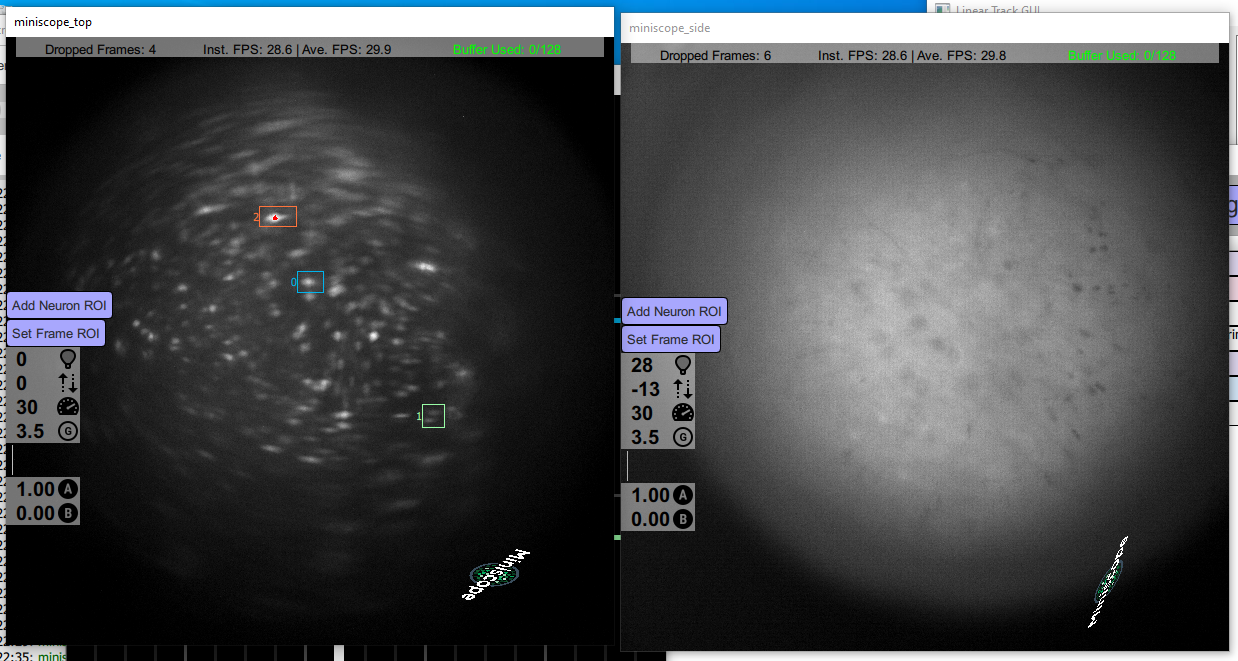 Linear Track GUI
miniscope_top
Dropped Frames: 4 Inst. FPS: 28.6 | Ave. FPS: 29.9 Buffer Used: 0/128
2
0
1
Add Neuron ROI
Set Frame ROI
0
0
30
3.5 G
1.00 A
0.00 B
Miniscope
miniscope_side
Dropped Frames: 6 Inst. FPS: 28.6 | Ave. FPS: 29.8 Buffer Used: 0/128
Add Neuron ROI
Set Frame ROI
28
-13
30
3.5 G
1.00 A
0.00 B
22:35: minis